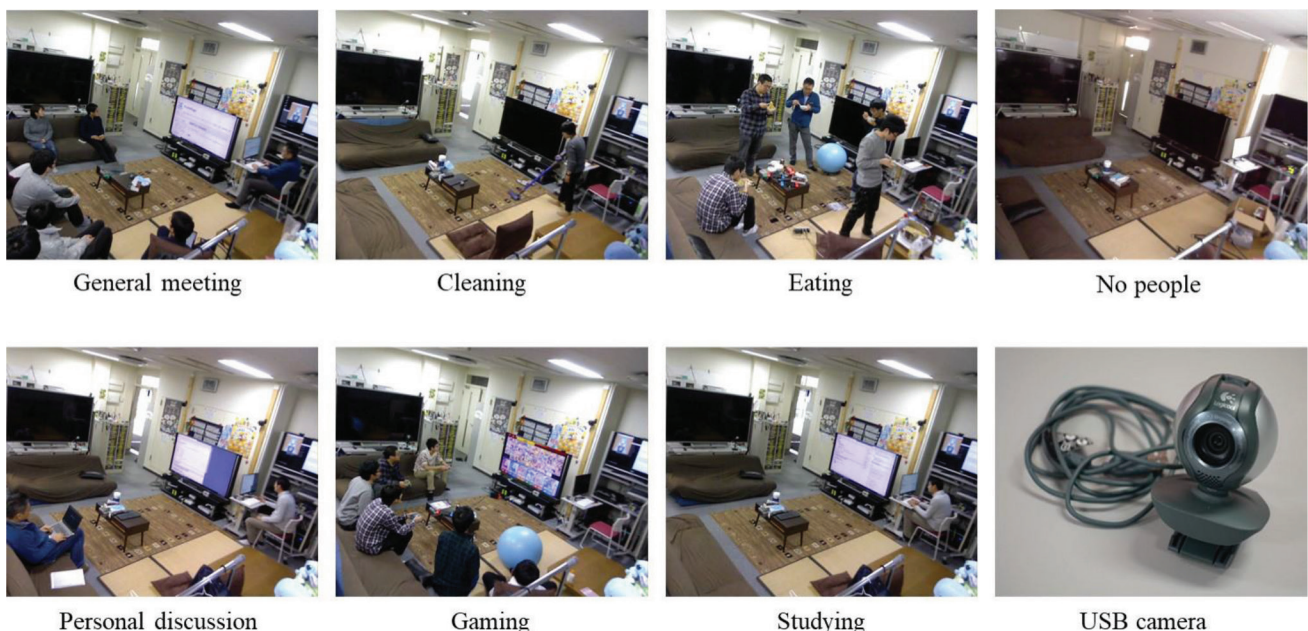 General meeting
Cleaning
Eating
No people
Personal discussion
Gaming
Studying
USB camera